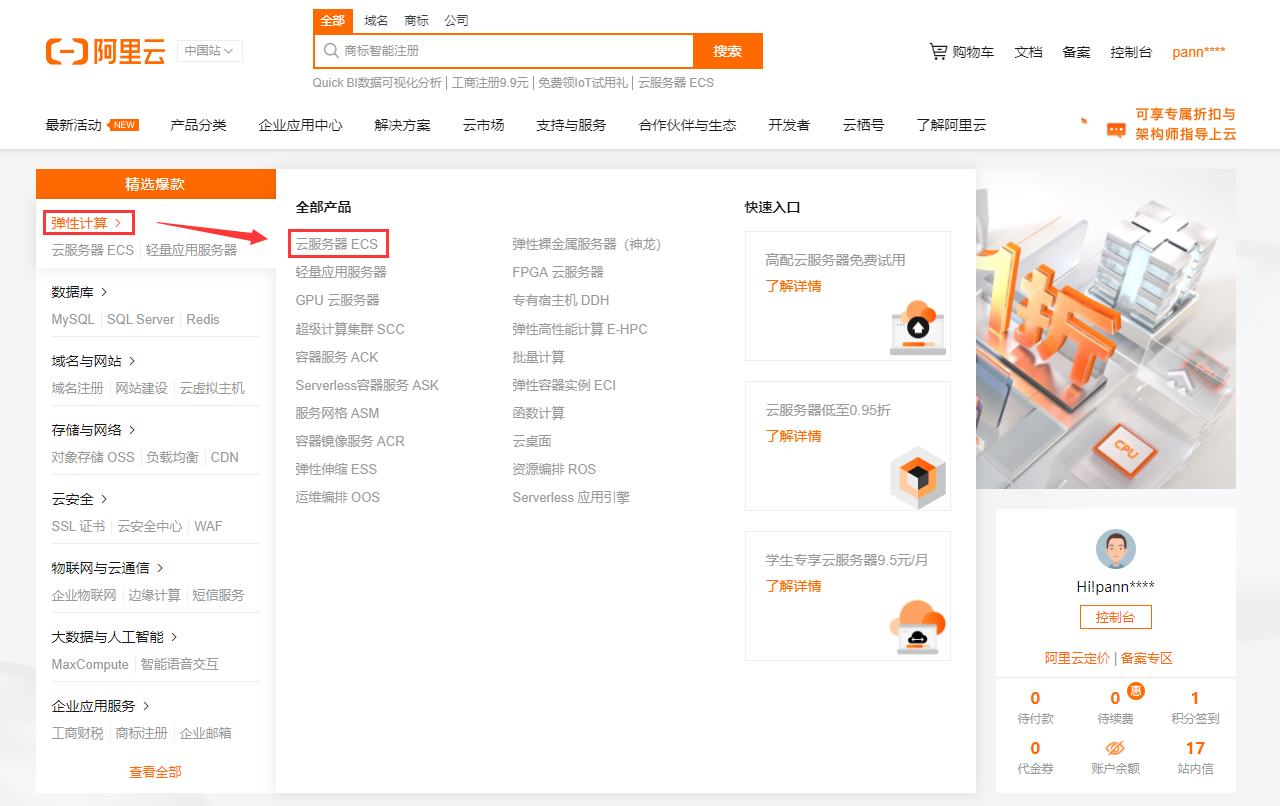 阿里云
中国站
全部 域名 商标 公司
商标智能注册
搜索
Quick BI数据可视化分析 | 工商注册9.9元 | 免费领IoT试用礼 | 云服务器 ECS
购物车 文档 备案 控制台 pann****
最新活动 NEW 产品分类 企业应用中心 解决方案 云市场 支持与服务 合作伙伴与生态 开发者 云栖号 了解阿里云
可享专属折扣与
架构师指导上云
精选爆款
弹性计算
云服务器 ECS 轻量应用服务器
数据库
MySQL SQL Server Redis
域名与网站
域名注册 网站建设 云虚拟主机
存储与网络
对象存储 OSS 负载均衡 CDN
云安全
SSL 证书 云安全中心 WAF
物联网与云通信
企业物联网 边缘计算 短信服务
大数据与人工智能
MaxCompute 智能语音交互
企业应用服务
工商财税 商标注册 企业邮箱
查看全部
全部产品
云服务器 ECS
轻量应用服务器
GPU 云服务器
超级计算集群 SCC
容器服务 ACK
Serverless容器服务 ASK
服务网格 ASM
容器镜像服务 ACR
弹性伸缩 ESS
运维编排 OOS
弹性裸金属服务器（神龙）
FPGA 云服务器
专有宿主机 DDH
弹性高性能计算 E-HPC
批量计算
弹性容器实例 ECI
函数计算
云桌面
资源编排 ROS
Serverless 应用引擎
快速入口
高配云服务器免费试用
了解详情
云服务器低至0.95折
了解详情
学生专享云服务器9.5元/月
了解详情
1折
CPU
Hi!pann****
控制台
阿里云定价 | 备案专区
0 0 惠 1
待付款 待续费 积分签到
0 17
代金券 账户余额 站内信